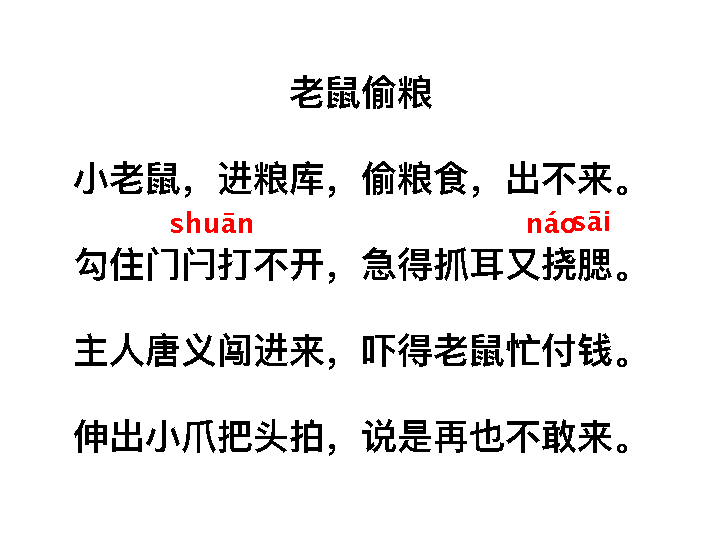 老鼠偷粮
小老鼠，进粮库，偷粮食，出不来。
shuān náo sāi
勾住门闩打不开，急得抓耳又挠腮。
主人唐义闯进来，吓得老鼠忙付钱。
伸出小爪把头拍，说是再也不敢来。